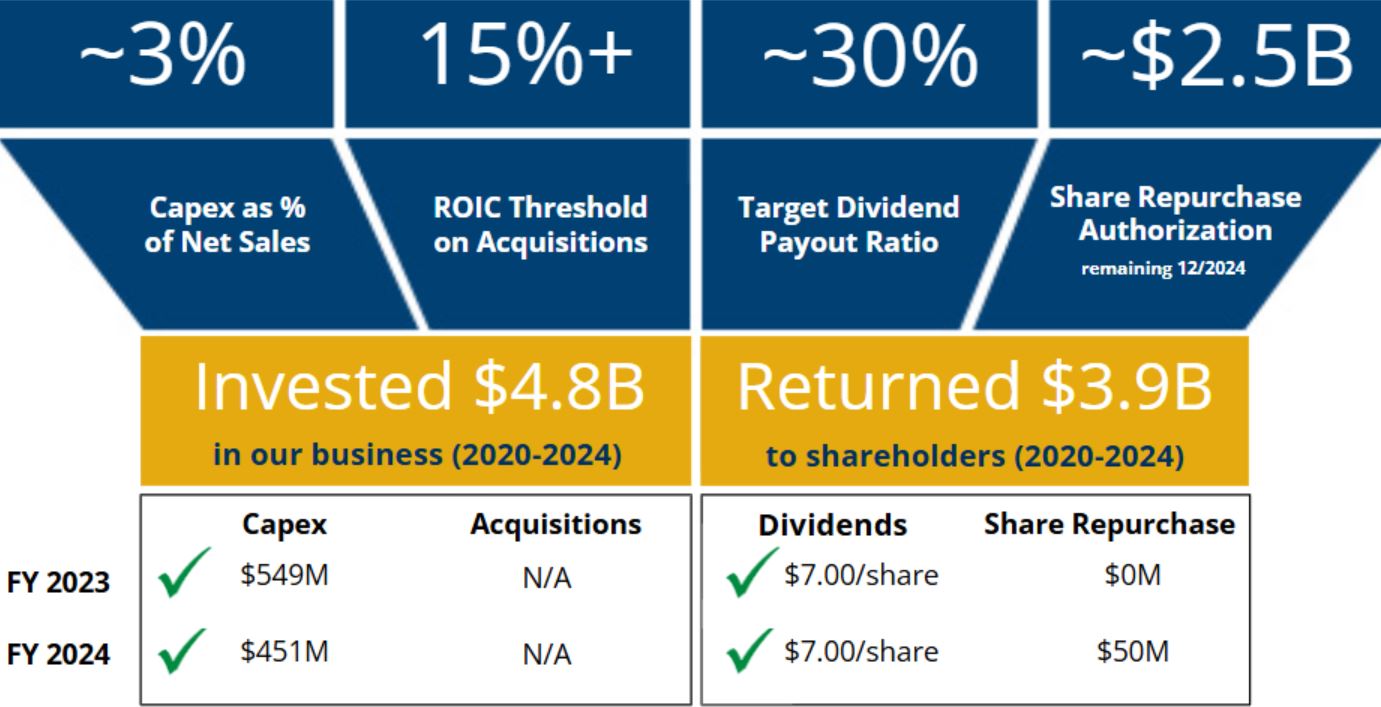 ~3%
15%+
~30%
~$2.5B
Capex as %
of Net Sales
ROIC Threshold
on Acquisitions
Target Dividend
Payout Ratio
Share Repurchase
Authorization
remaining 12/2024
Invested $4.8B
in our business (2020-2024)
Returned $3.9B
to shareholders (2020-2024)
Capex Acquisitions Dividends Share Repurchase
FY 2023 $549M N/A $7.00/share $0M
FY 2024 $451M N/A $7.00/share $50M